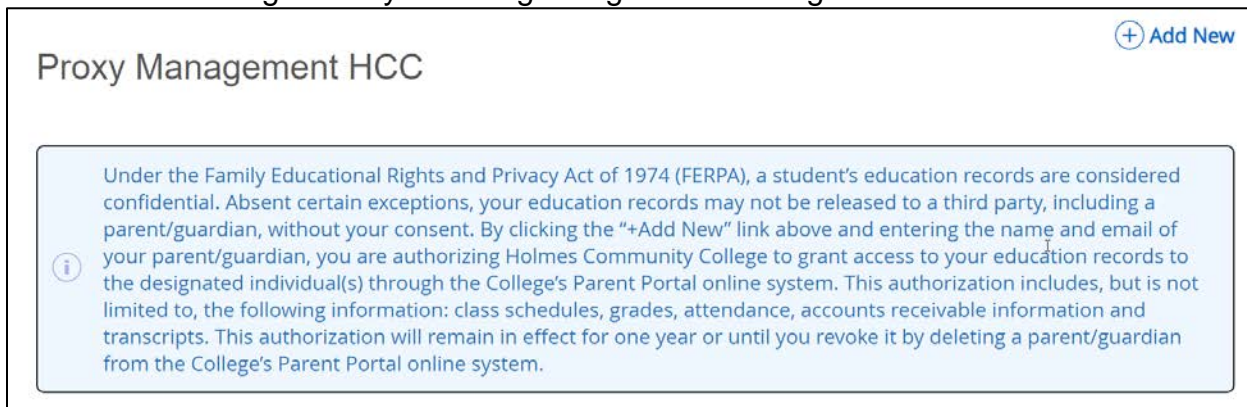 Add New
Proxy Management HCC
Under the Family Educational Rights and Privacy Act of 1974 (FERPA), a student's education records are considered
confidential. Absent certain exceptions, your education records may not be released to a third party, including a
parent/guardian, without your consent. By clicking the “+Add New” link above and entering the name and email of
your parent/guardian, you are authorizing Holmes Community College to grant access to your education records to
the designated individual(s) through the College's Parent Portal online system. This authorization includes, but is not
limited to, the following information: class schedules, grades, attendance, accounts receivable information and
transcripts. This authorization will remain in effect for one year or until you revoke it by deleting a parent/guardian
from the College's Parent Portal online system.